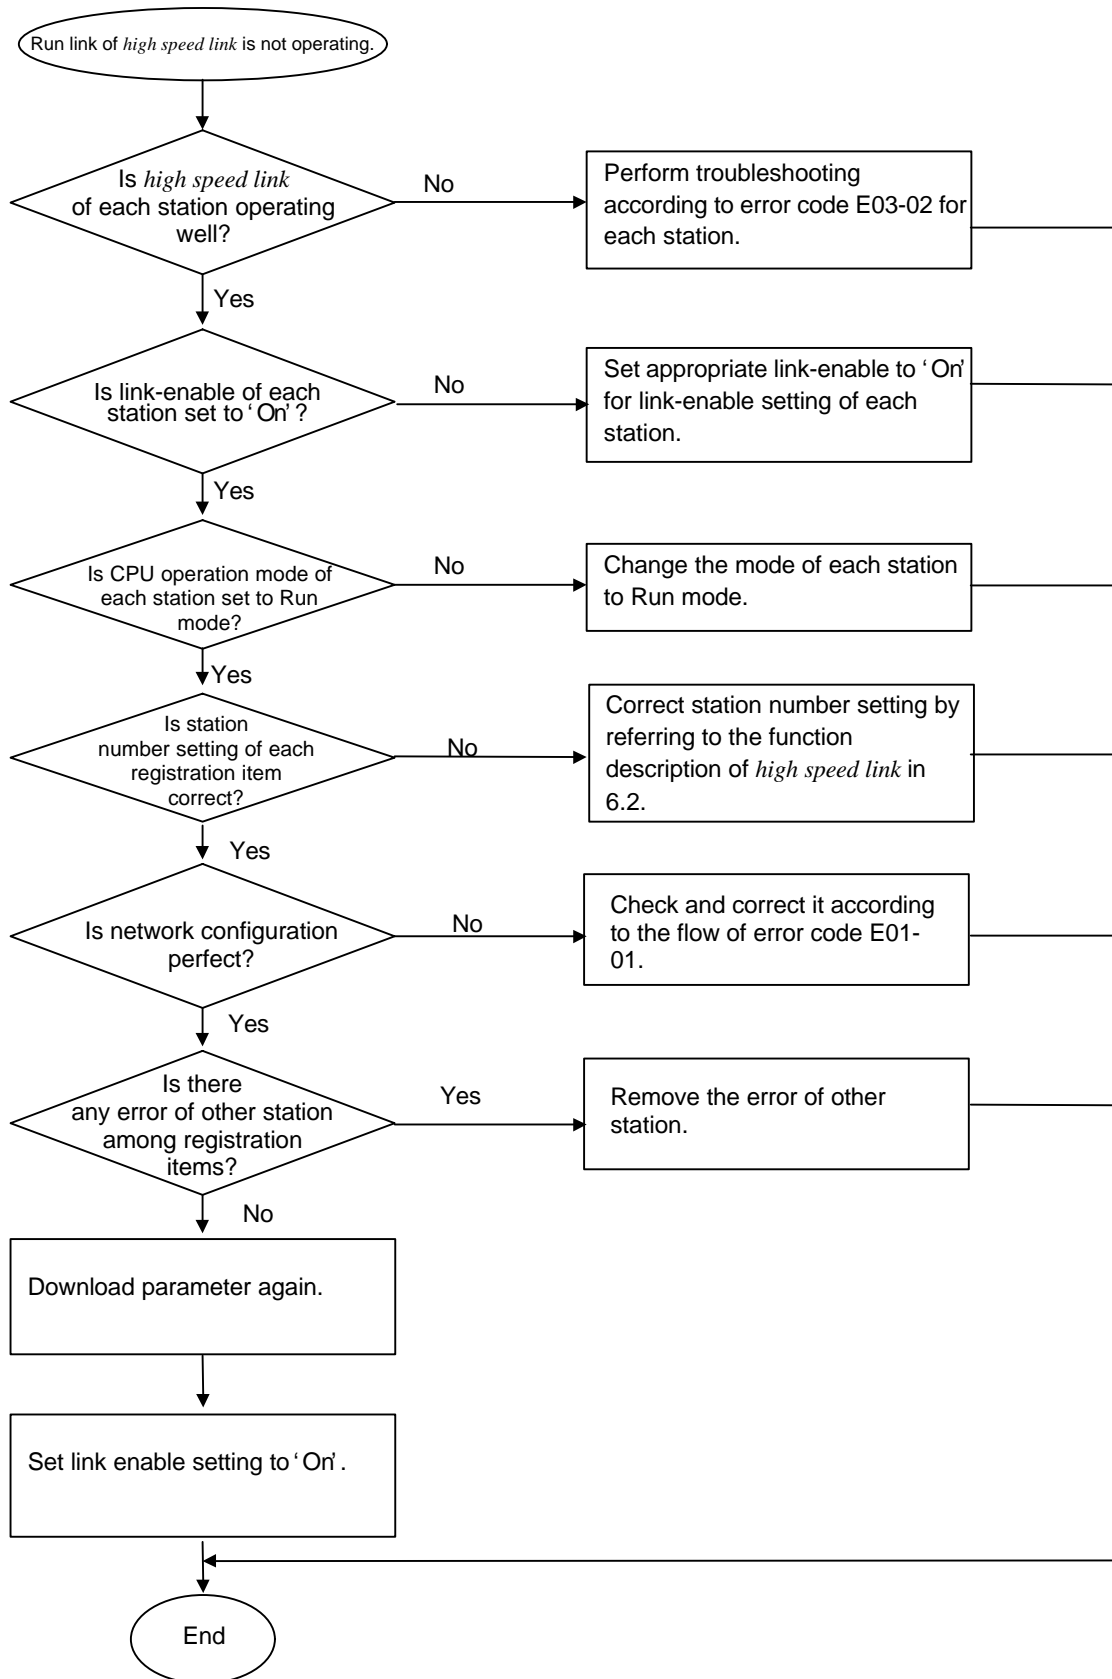 Run link of high speed link is not operating.
Is high speed link
of each station operating
well?
No
Perform troubleshooting
according to error code E03-02 for
each station.
Yes
Is link-enable of each
station set to ‘On’?
No
Set appropriate link-enable to ‘On’
for link-enable setting of each
station.
Yes
Is CPU operation mode of
each station set to Run
mode?
No
Change the mode of each station
to Run mode.
Yes
Is station
number setting of each
registration item
correct?
No
Correct station number setting by
referring to the function
description of high speed link in
6.2.
Yes
Is network configuration
perfect?
No
Check and correct it according
to the flow of error code E01-
01.
Yes
Is there
any error of other station
among registration
items?
Yes
Remove the error of other
station.
No
Download parameter again.
Set link enable setting to ‘On’.
End